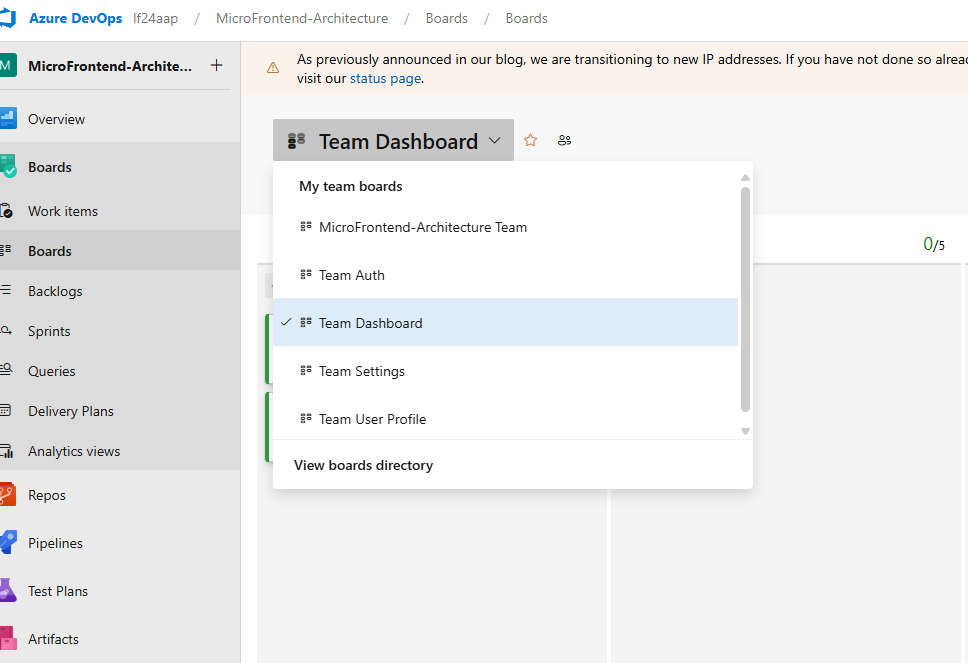 Azure DevOps lf24aap / MicroFrontend-Architecture / Boards / Boards
M MicroFrontend-Archite... +
As previously announced in our blog, we are transitioning to new IP addresses. If you have not done so alrea
visit our status page.
Overview
Boards
Work items
Boards
Backlogs
Sprints
Queries
Delivery Plans
Analytics views
Repos
Pipelines
Test Plans
Artifacts
Team Dashboard
My team boards
MicroFrontend-Architecture Team
Team Auth
Team Dashboard
Team Settings
Team User Profile
View boards directory
0/5